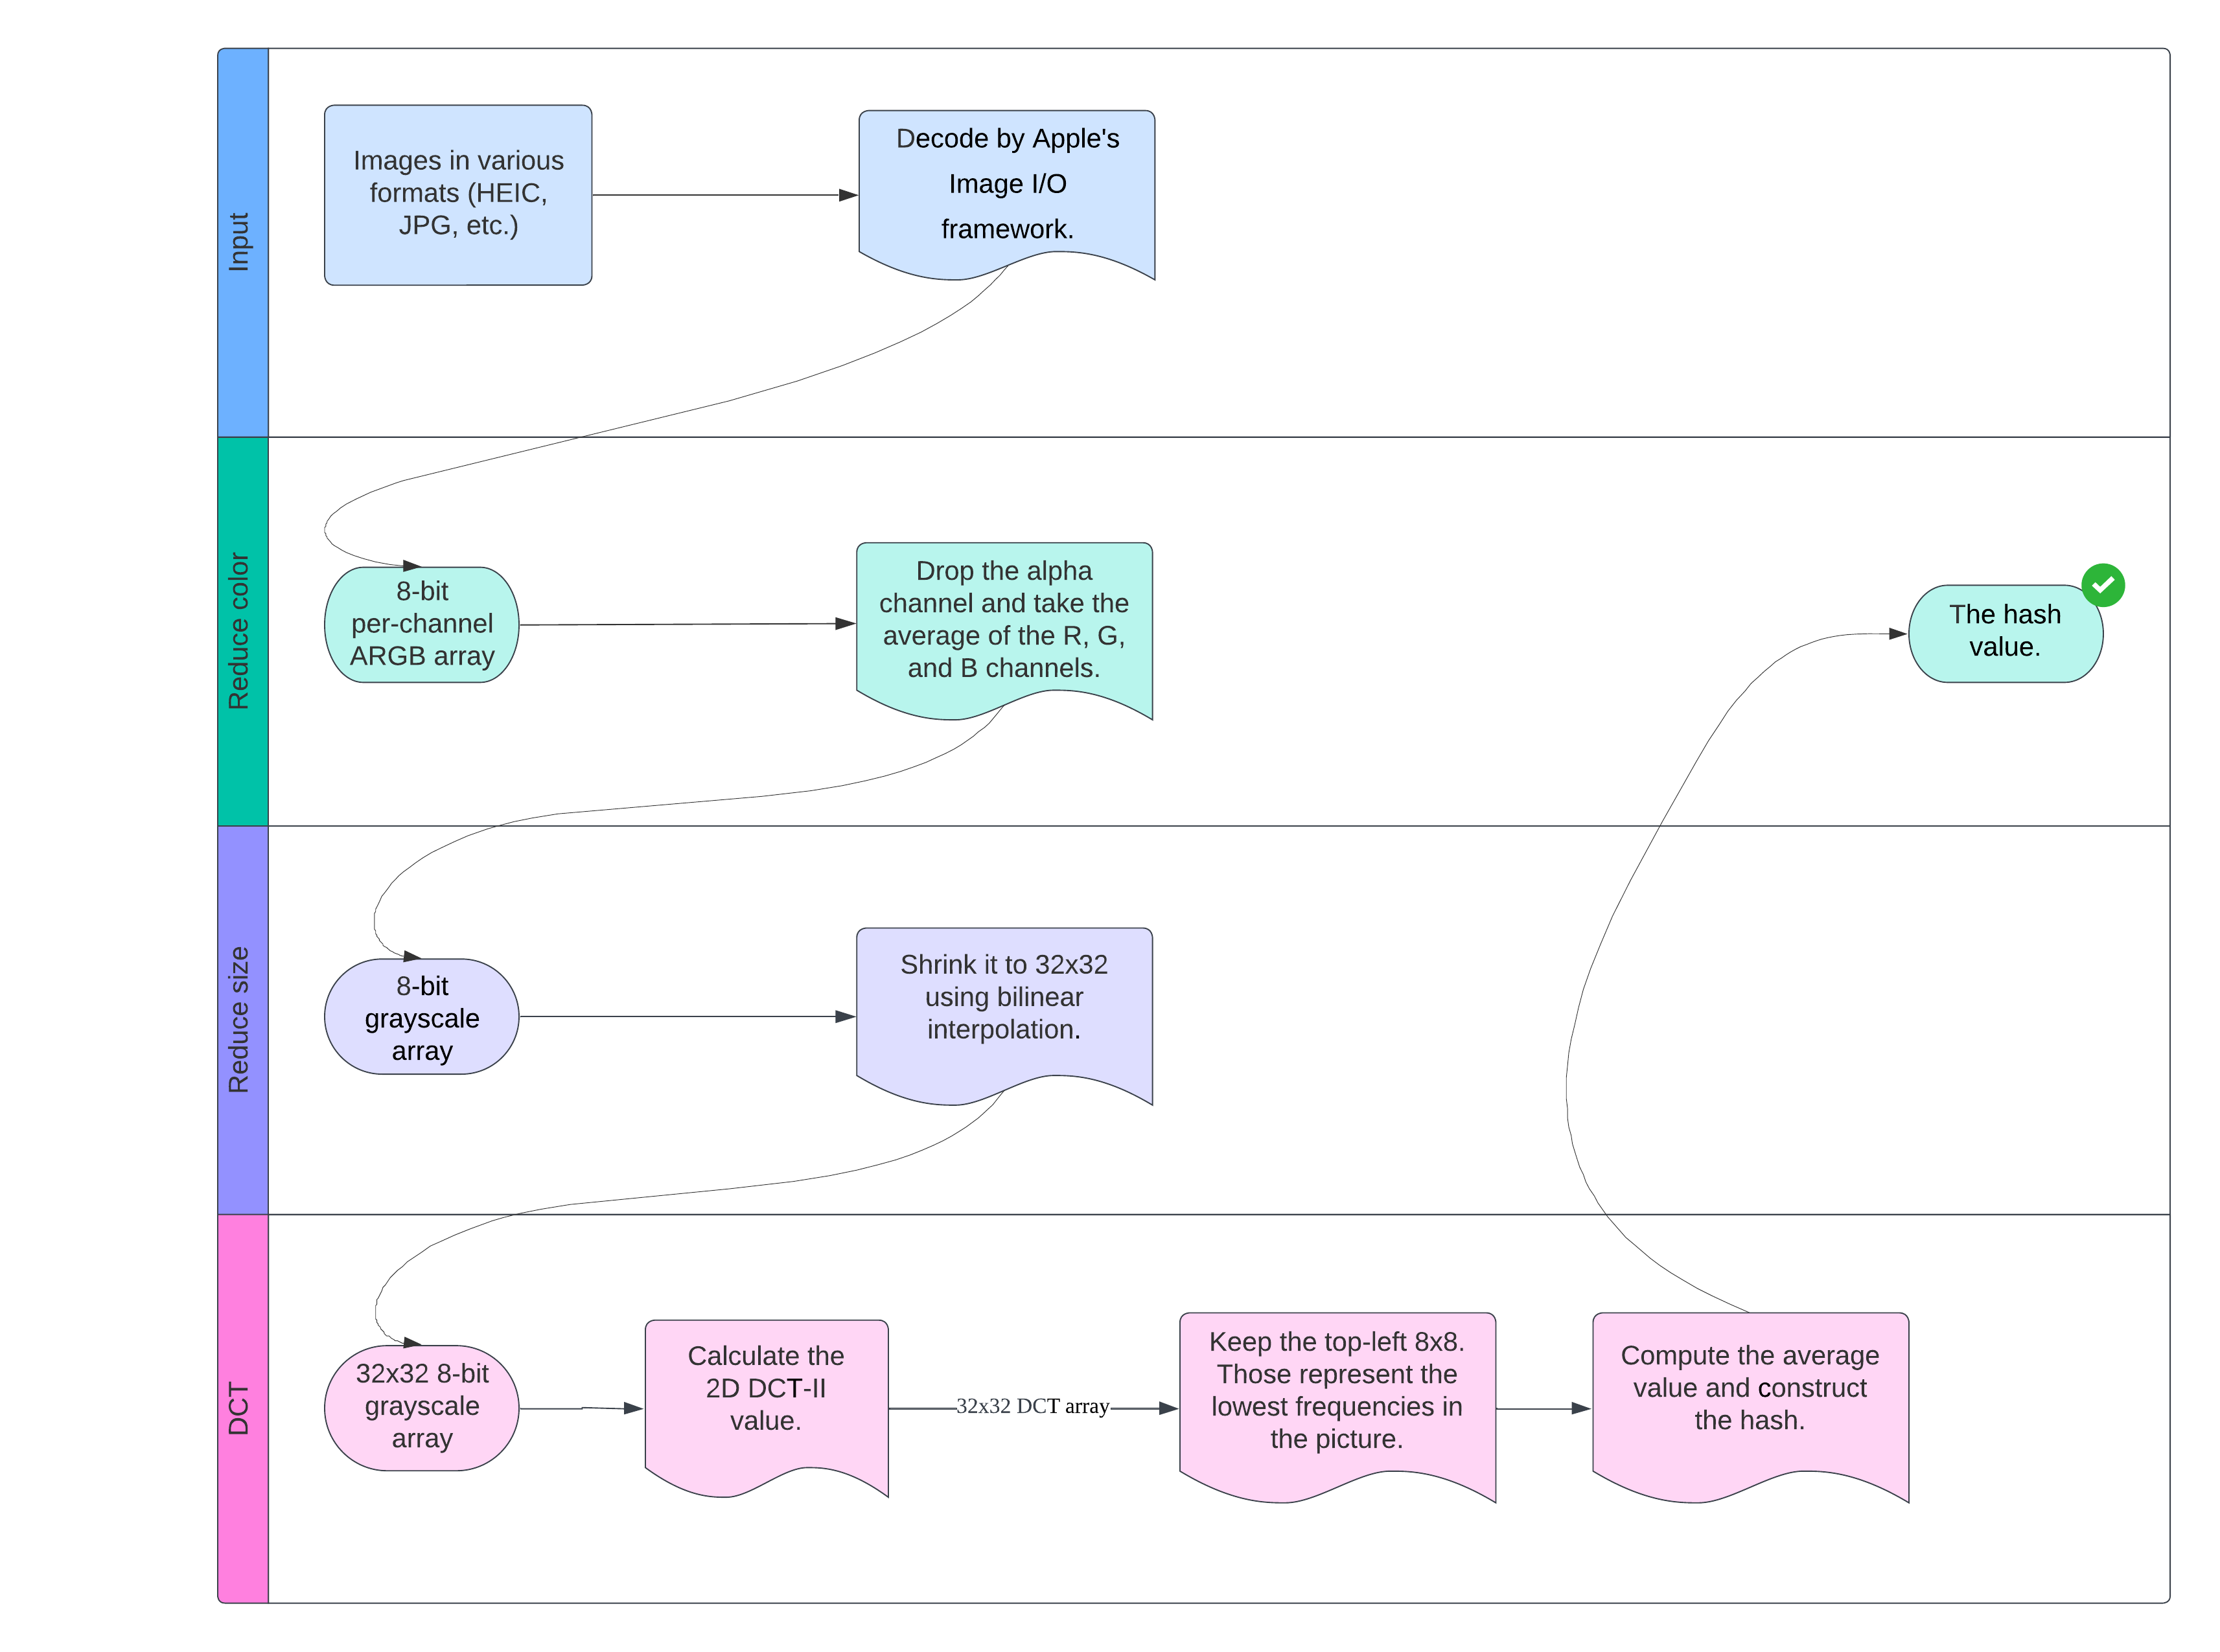 Input
Images in various
formats (HEIC,
JPG, etc.)
Decode by Apple's
Image I/O
framework.
Reduce color
8-bit
per-channel
ARGB array
Drop the alpha
channel and take the
average of the R, G,
and B channels.
The hash
value.
Reduce size
8-bit
grayscale
array
Shrink it to 32x32
using bilinear
interpolation.
DCT
32x32 8-bit
grayscale
array
Calculate the
2D DCT-II
value.
32x32 DCT array
Keep the top-left 8x8.
Those represent the
lowest frequencies in
the picture.
Compute the average
value and construct
the hash.